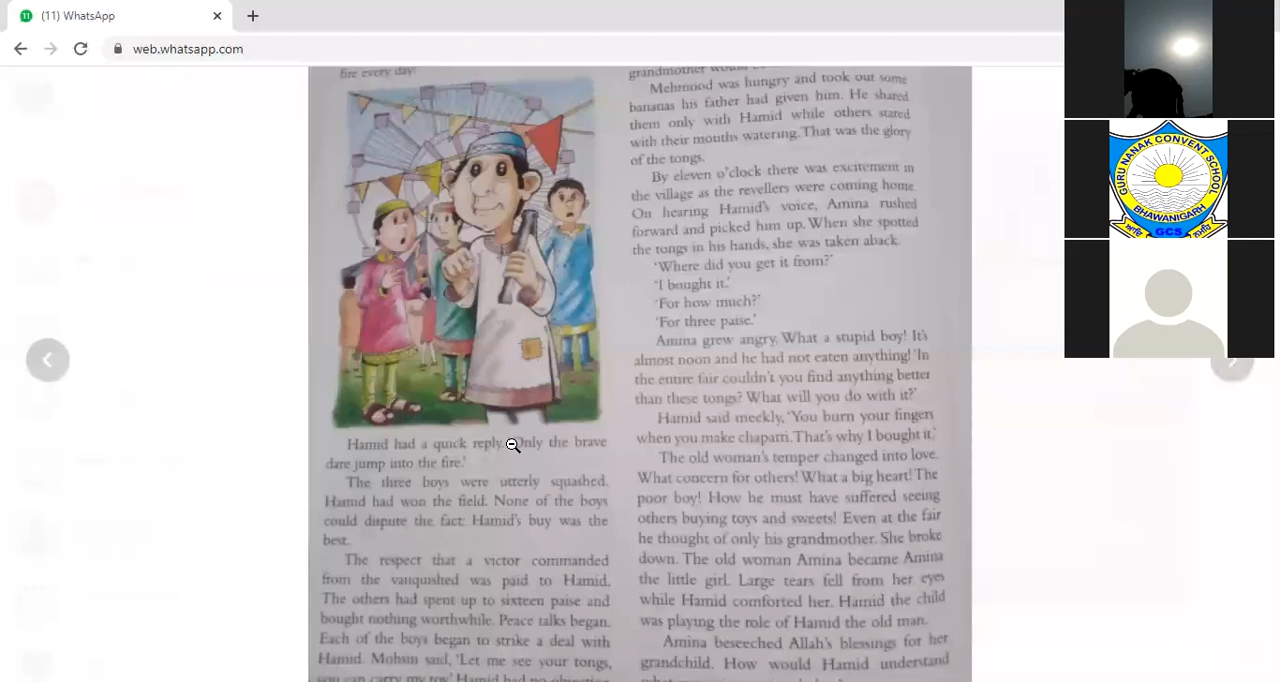 (11) WhatsApp
web.whatsapp.com
fire every day.
Hamid had a quick reply. 'Only the brave
dare jump into the fire.'
The three boys were utterly squashed.
Hamid had won the field. None of the boys
could dispute the fact: Hamid's buy was the
best.
The respect that a victor commanded
from the vanquished was paid to Hamid.
The others had spent up to sixteen paise and
bought nothing worthwhile. Peace talks began.
Each of the boys began to strike a deal with
Hamid. Mohsin said, 'Let me see your tongs,
you can carry my toy.' Hamid had no objection
grandmother would
Mehmood was hungry and took out some
bananas his father had given him. He shared
them only with Hamid while others stared
with their mouths watering. That was the glory
of the tongs.
By eleven o'clock there was excitement in
the village as the revellers were coming home.
On hearing Hamid's voice, Amina rushed
forward and picked him up. When she spotted
the tongs in his hands, she was taken aback.
'Where did you get it from?'
'I bought it.'
'For how much?'
'For three paise.'
Amina grew angry. What a stupid boy! It's
almost noon and he had not eaten anything! 'In
the entire fair couldn't you find anything better
than these tongs? What will you do with it?'
Hamid said meekly, 'You burn your fingers
when you make chapatti. That's why I bought it.'
The old woman's temper changed into love.
What concern for others! What a big heart! The
poor boy! How he must have suffered seeing
others buying toys and sweets! Even at the fair
he thought of only his grandmother. She broke
down. The old woman Amina became Amina
the little girl. Large tears fell from her eyes
while Hamid comforted her. Hamid the child
was playing the role of Hamid the old man.
Amina beseeched Allah's blessings for her
grandchild. How would Hamid understand
GURU NANAK CONVENT SCHOOL
BHAWANIGARH
GCS